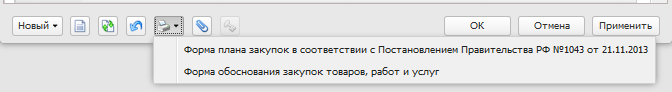 Новый ОК Отмена Применить
Форма плана закупок в соответствии с Постановлением Правительства РФ №1043 от 21.11.2013
Форма обоснования закупок товаров, работ и услуг